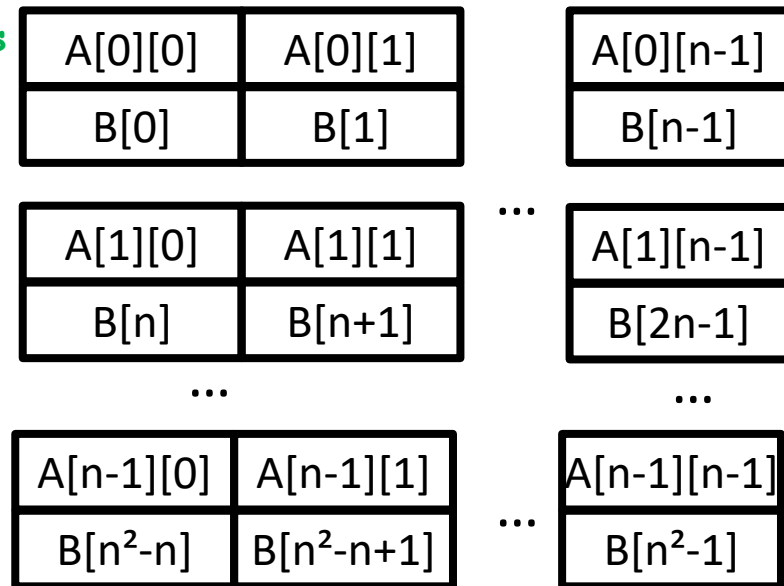 s
A[0][0] A[0][1] A[0][n-1]
B[0] B[1] B[n-1]
...
A[1][0] A[1][1] A[1][n-1]
B[n] B[n+1] B[2n-1]
... ...
A[n-1][0] A[n-1][1] A[n-1][n-1]
...
B[n²-n] B[n²-n+1] B[n²-1]